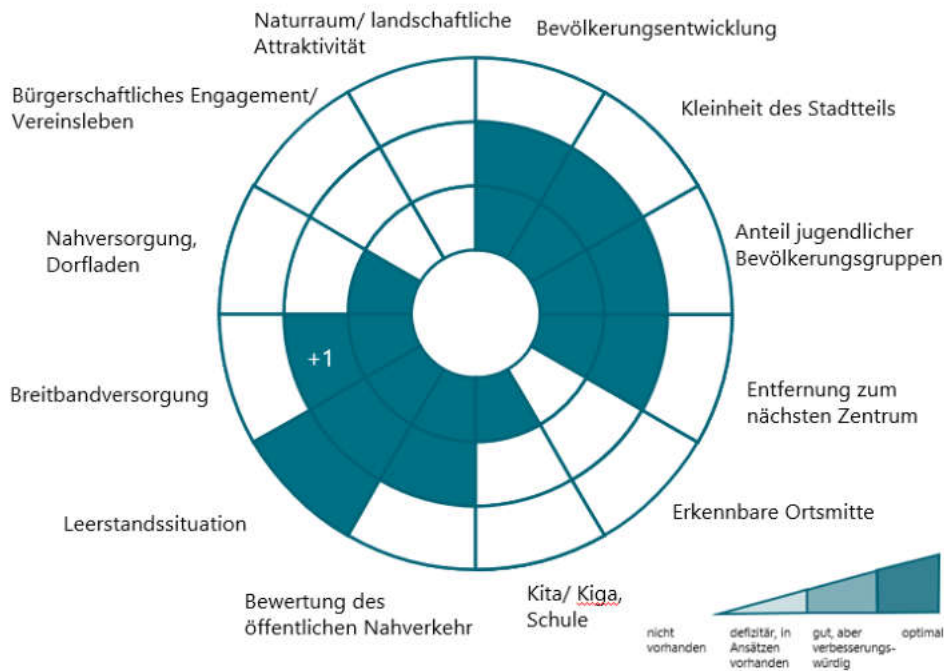 Naturraum/ landschaftliche
Attraktivität
Bevölkerungsentwicklung
Bürgerschaftliches Engagement/
Vereinsleben
Kleinheit des Stadtteils
Nahversorgung,
Dorfladen
Anteil jugendlicher
Bevölkerungsgruppen
+1
Breitbandversorgung
Entfernung zum
nächsten Zentrum
Leerstandssituation
Erkennbare Ortsmitte
Bewertung des
öffentlichen Nahverkehr
Kita/ Kiga,
Schule
nicht
vorhanden
defizitär, in
Ansätzen
vorhanden
gut, aber
verbesserungs-
würdig
optimal